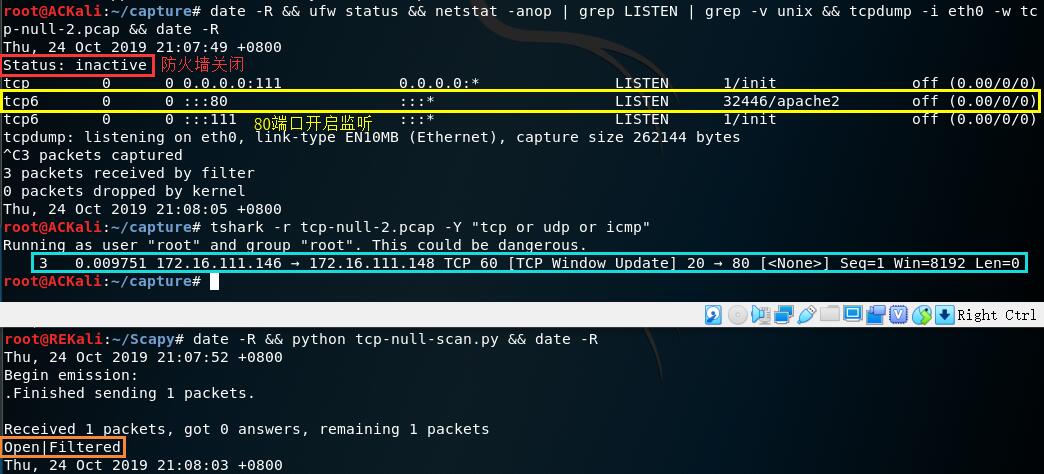 root@ACKali:~/capture# date -R && ufw status && netstat -anop | grep LISTEN | grep -v unix && tcpdump -i eth0 -w tc
p-null-2.pcap && date -R
Thu, 24 Oct 2019 21:07:49 +0800
Status: inactive 防火墙关闭
tcp 0 0 0.0.0.0:111 0.0.0.0:* LISTEN 1/init off (0.00/0/0)
tcp6 0 0 :::80 :::* LISTEN 32446/apache2 off (0.00/0/0)
tcp6 0 0 :::111 80端口开启监听 :::* LISTEN 1/init off (0.00/0/0)
tcpdump: listening on eth0, link-type EN10MB (Ethernet), capture size 262144 bytes
^C3 packets captured
3 packets received by filter
0 packets dropped by kernel
Thu, 24 Oct 2019 21:08:05 +0800
root@ACKali:~/capture# tshark -r tcp-null-2.pcap -Y "tcp or udp or icmp"
Running as user "root" and group "root". This could be dangerous.
3 0.009751 172.16.111.146 → 172.16.111.148 TCP 60 [TCP Window Update] 20 → 80 [<None>] Seq=1 Win=8192 Len=0
root@ACKali:~/capture#
Right Ctrl
root@REKali:~/Scapy# date -R && python tcp-null-scan.py && date -R
Thu, 24 Oct 2019 21:07:52 +0800
Begin emission:
.Finished sending 1 packets.
Received 1 packets, got 0 answers, remaining 1 packets
Open|Filtered
Thu, 24 Oct 2019 21:08:03 +0800